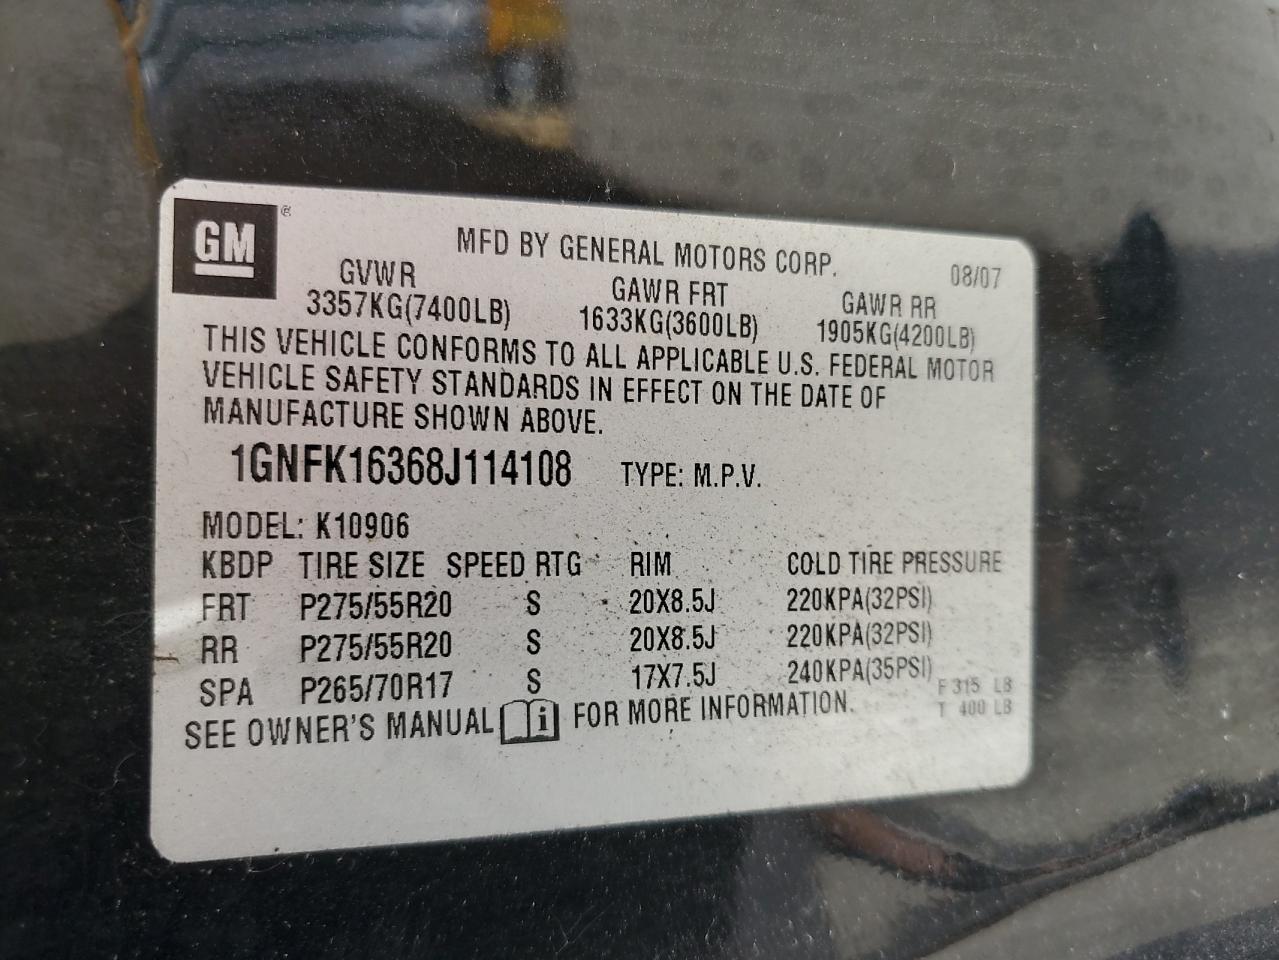 GM ®
MFD BY GENERAL MOTORS CORP.
08/07
GVWR GAWR FRT GAWR RR
3357KG(7400LB) 1633KG(3600LB) 1905KG(4200LB)
THIS VEHICLE CONFORMS TO ALL APPLICABLE U.S. FEDERAL MOTOR
VEHICLE SAFETY STANDARDS IN EFFECT ON THE DATE OF
MANUFACTURE SHOWN ABOVE.
1GNFK16368J114108 TYPE: M.P.V.
MODEL: K10906
KBDP TIRE SIZE SPEED RTG RIM COLD TIRE PRESSURE
FRT P275/55R20 S 20X8.5J 220KPA(32PSI)
RR P275/55R20 S 20X8.5J 220KPA(32PSI)
SPA P265/70R17 S 17X7.5J 240KPA(35PSI)
F 315 LB
T 400 LB
SEE OWNER'S MANUAL i FOR MORE INFORMATION.